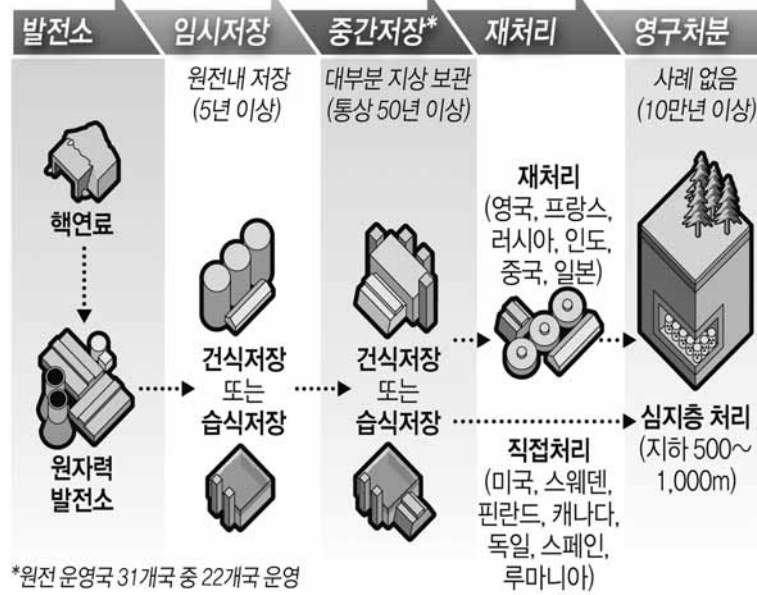 발전소
임시저장
중간저장*
재처리
영구처분
원전내 저장
(5년 이상)
대부분 지상 보관
(통상 50년 이상)
사례 없음
(10만년 이상)
핵연료
원자력
발전소
건식저장
또는
습식저장
건식저장
또는
습식저장
재처리
(영국, 프랑스,
러시아, 인도,
중국, 일본)
직접처리
(미국, 스웨덴,
핀란드, 캐나다,
독일, 스페인,
루마니아)
심지층 처리
(지하 500~
1,000m)
*원전 운영국 31개국 중 22개국 운영